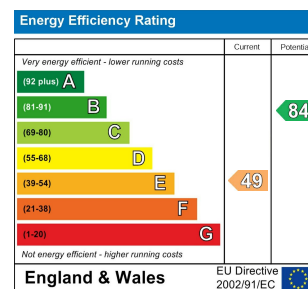 Energy Efficiency Rating
Current Potentia
Very energy efficient - lower running costs
(92 plus) A
(81-91) B
84
(69-80) C
(55-68) D
(39-54) E
49
(21-38) F
(1-20) G
Not energy efficient - higher running costs
England & Wales
EU Directive
2002/91/EC